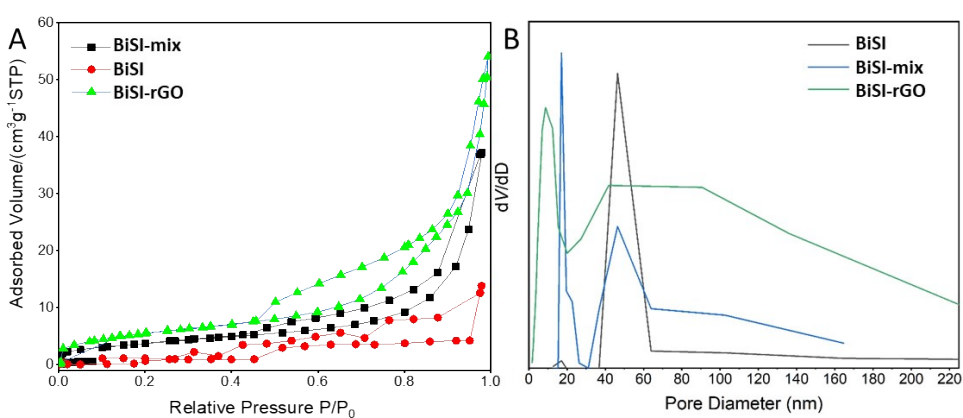 A
BiSI-mix
BiSI
BiSI-rGO
60
50
40
30
20
10
0
Adsorbed Volume/(cm³g⁻¹STP)
0.0 0.2 0.4 0.6 0.8 1.0
Relative Pressure P/P₀
B
BiSI
BiSI-mix
BiSI-rGO
dV/dD
0 20 40 60 80 100 120 140 160 180 200 220
Pore Diameter (nm)